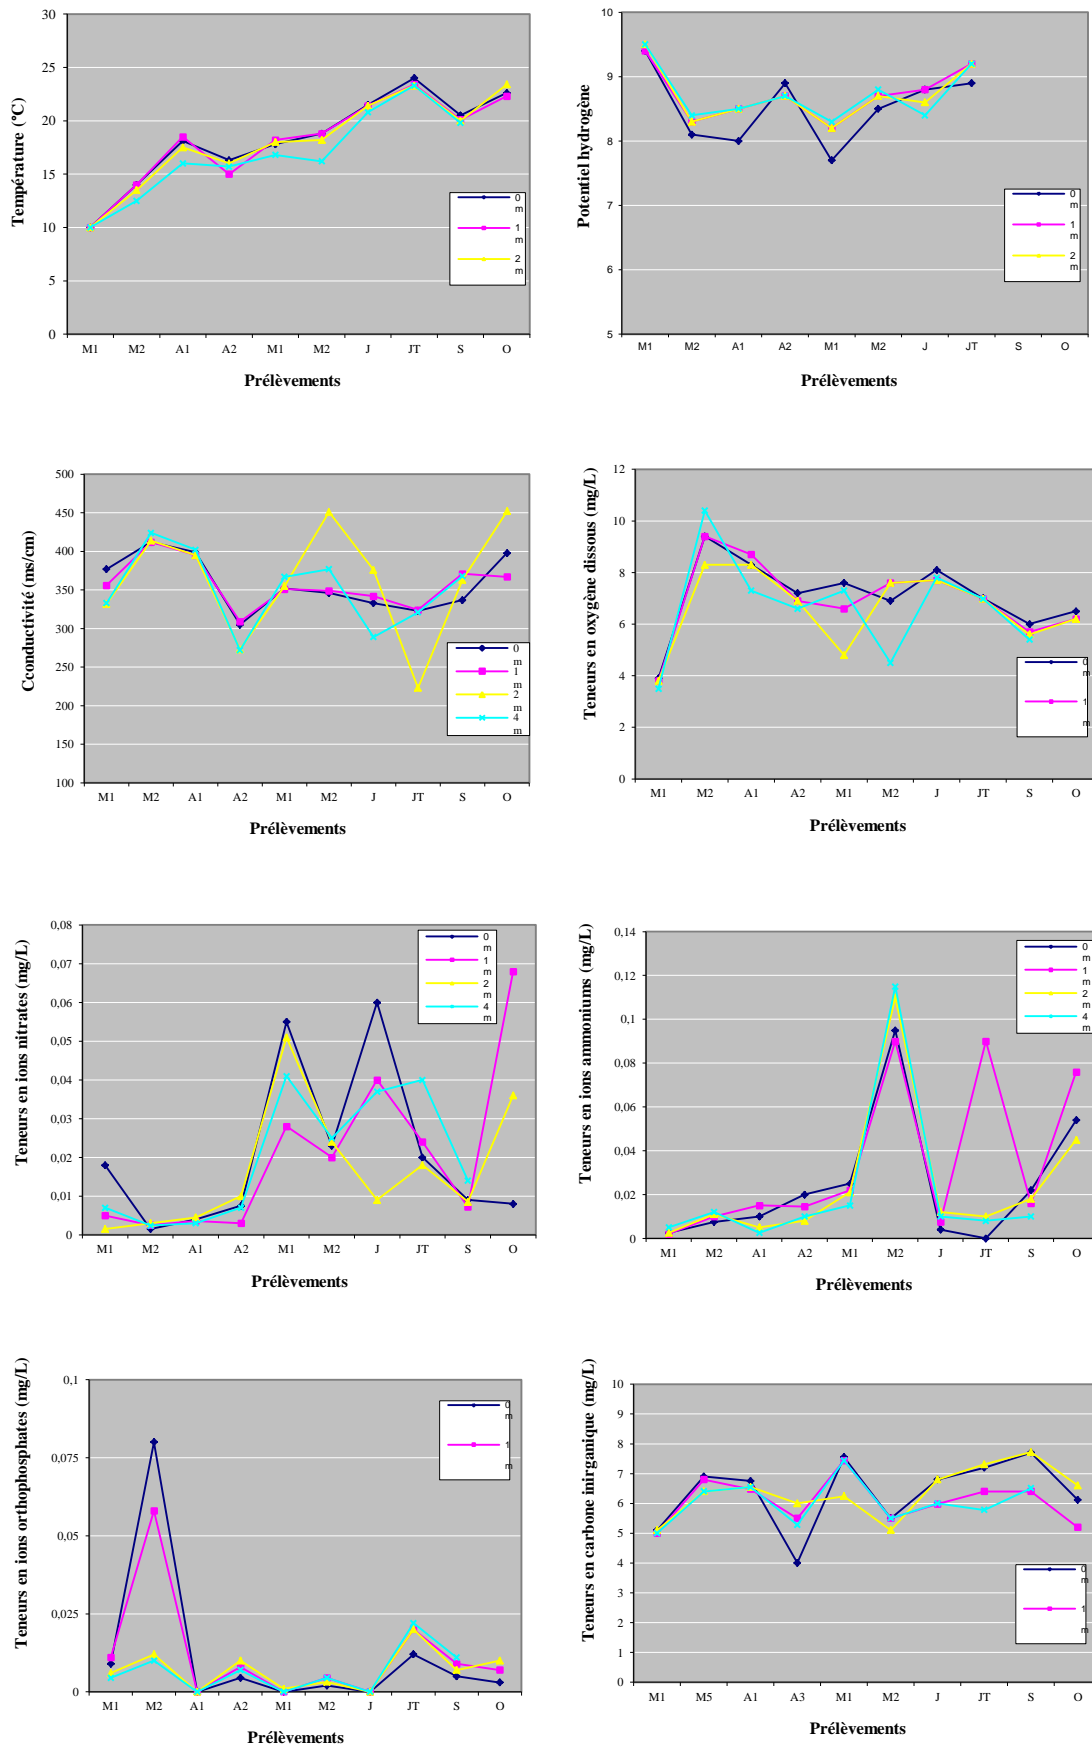 Température (°C)
30
25
20
15
10
5
0
0 m
1 m
2 m
M1 M2 A1 A2 M1 M2 J JT S O
Prélèvements
Potentiel hydrogène
10
9
8
7
6
5
0 m
1 m
2 m
M1 M2 A1 A2 M1 M2 J JT S O
Prélèvements
Cconductivité (ms/cm)
500
450
400
350
300
250
200
150
100
0 m
1 m
2 m
4 m
M1 M2 A1 A2 M1 M2 J JT S O
Prélèvements
Teneurs en oxygène dissous (mg/L)
12
10
8
6
4
2
0
0 m
1 m
M1 M2 A1 A2 M1 M2 J JT S O
Prélèvements
Teneurs en ions nitrates (mg/L)
0,08
0,07
0,06
0,05
0,04
0,03
0,02
0,01
0
0 m
1 m
2 m
4 m
M1 M2 A1 A2 M1 M2 J JT S O
Prélèvements
Teneurs en ions ammoniums (mg/L)
0,14
0,12
0,1
0,08
0,06
0,04
0,02
0
0 m
1 m
2 m
4 m
M1 M2 A1 A2 M1 M2 J JT S O
Prélèvements
Teneurs en ions orthophosphates (mg/L)
0,1
0,075
0,05
0,025
0
0 m
1 m
M1 M2 A1 A2 M1 M2 J JT S O
Prélèvements
Teneurs en carbone inirganique (mg/L)
10
9
8
7
6
5
4
3
2
1
0
0 m
1 m
M1 M5 A1 A3 M1 M2 J JT S O
Prélèvements